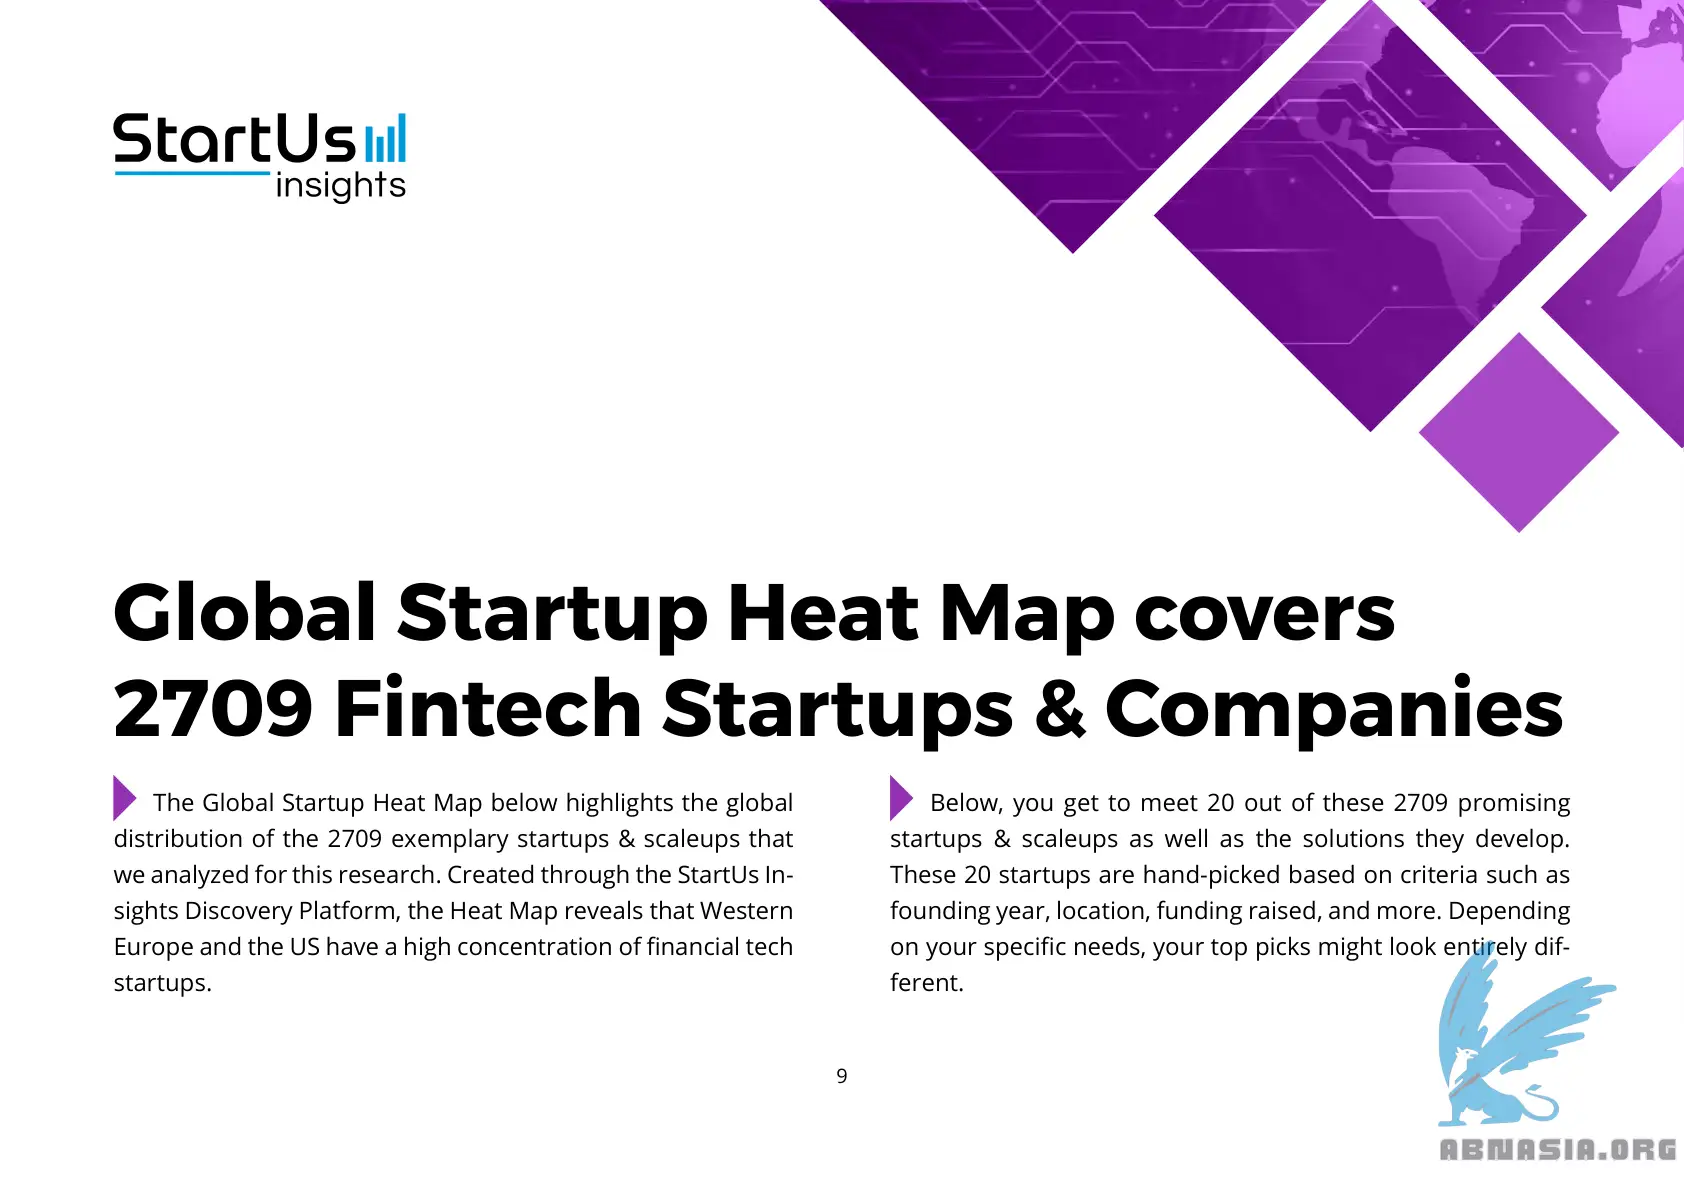 StartUs
insights
Global Startup Heat Map covers
2709 Fintech Startups & Companies
The Global Startup Heat Map below highlights the global
distribution of the 2709 exemplary startups & scaleups that
we analyzed for this research. Created through the StartUs In-
sights Discovery Platform, the Heat Map reveals that Western
Europe and the US have a high concentration of financial tech
startups.
Below, you get to meet 20 out of these 2709 promising
startups & scaleups as well as the solutions they develop.
These 20 startups are hand-picked based on criteria such as
founding year, location, funding raised, and more. Depending
on your specific needs, your top picks might look entirely dif-
ferent.
9
ABNASIA.ORG